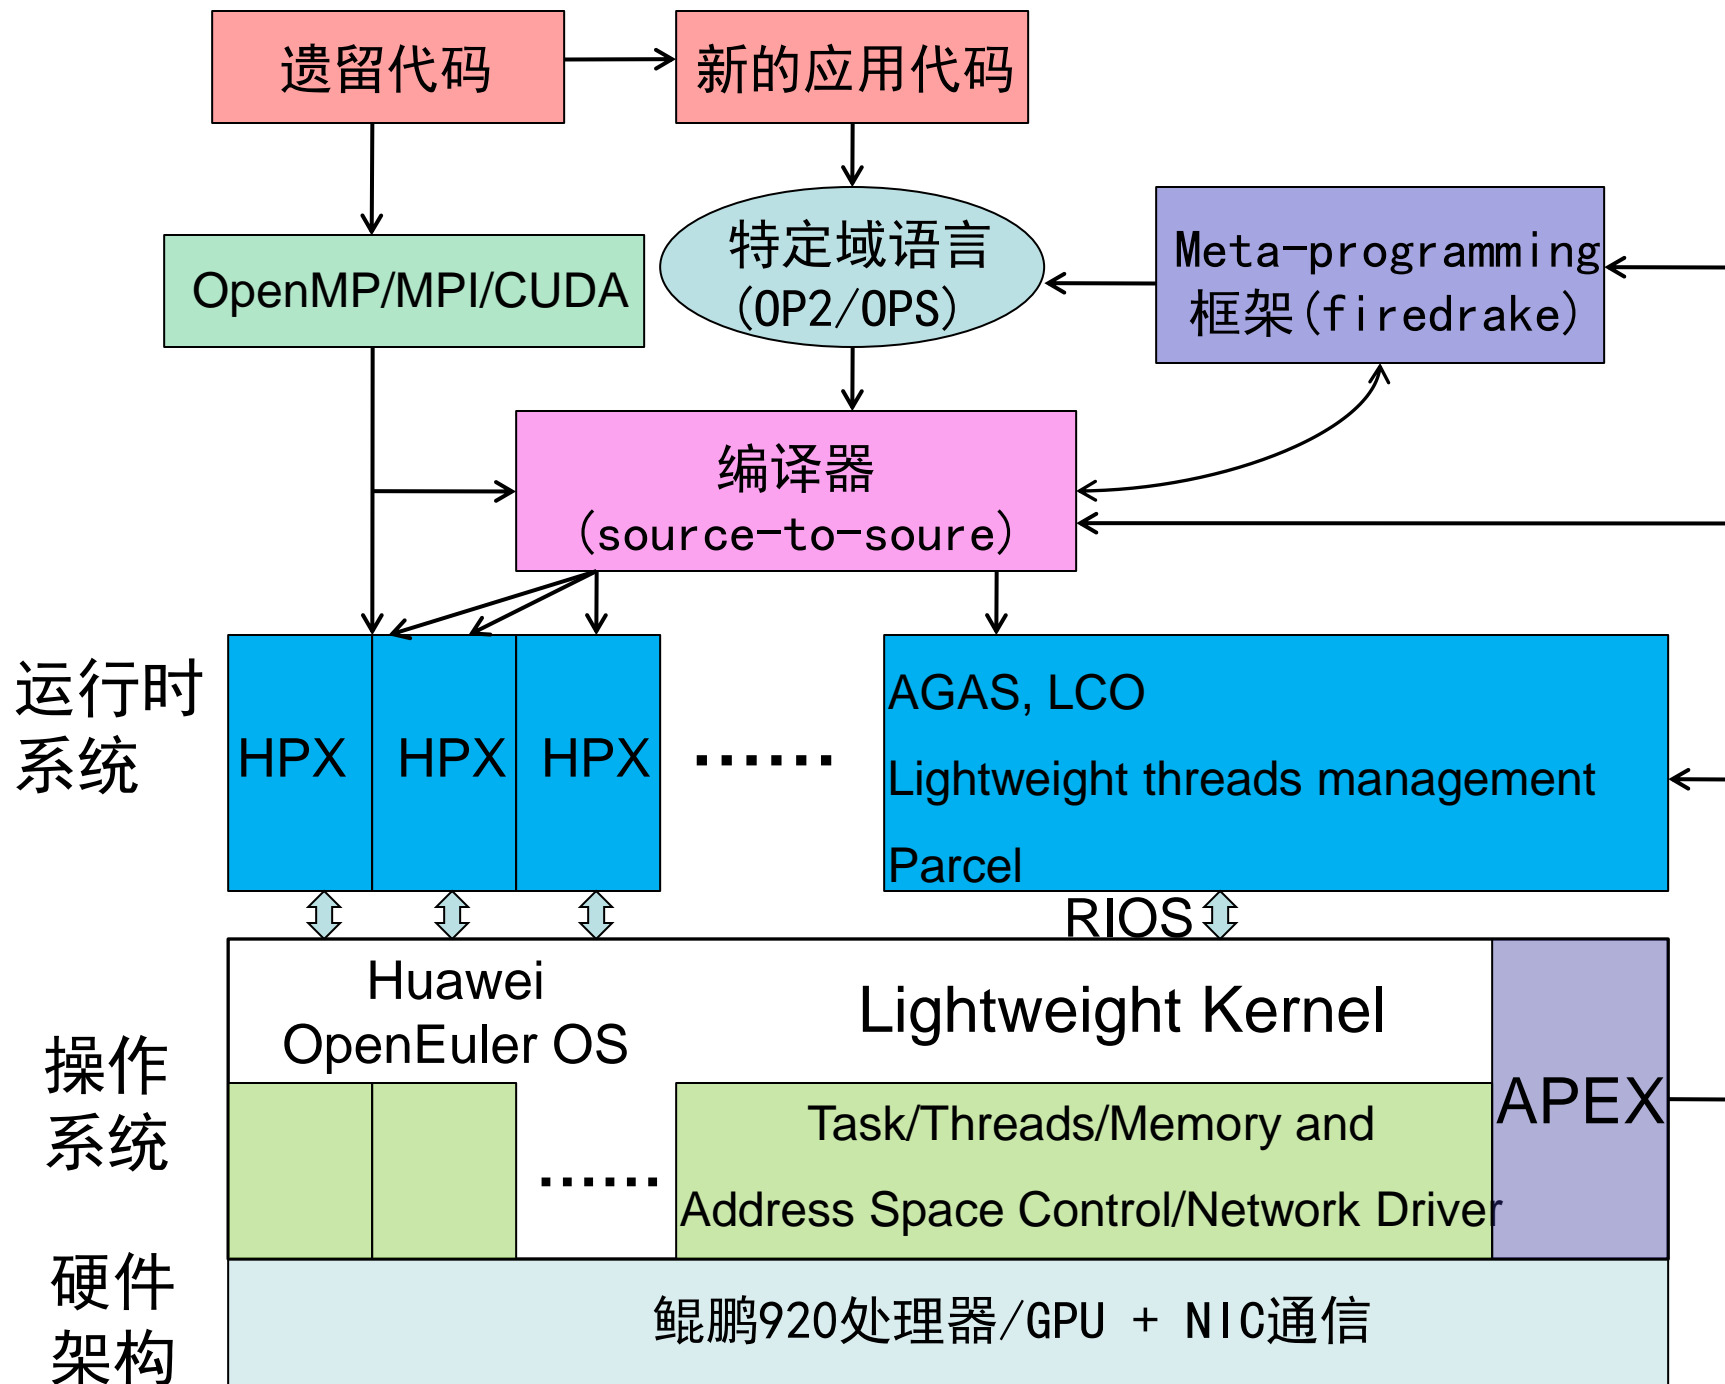 遗留代码
新的应用代码
OpenMP/MPI/CUDA
特定域语言
(OP2/OPS)
Meta-programming
框架(firedrake)
编译器
(source-to-soure)
运行时
系统
HPX
HPX
HPX
······
AGAS, LCO
Lightweight threads management
Parcel
RIOS
操作
系统
Huawei
OpenEuler OS
Lightweight Kernel
APEX
······
Task/Threads/Memory and
Address Space Control/Network Driver
硬件
架构
鲲鹏920处理器/GPU + NIC通信